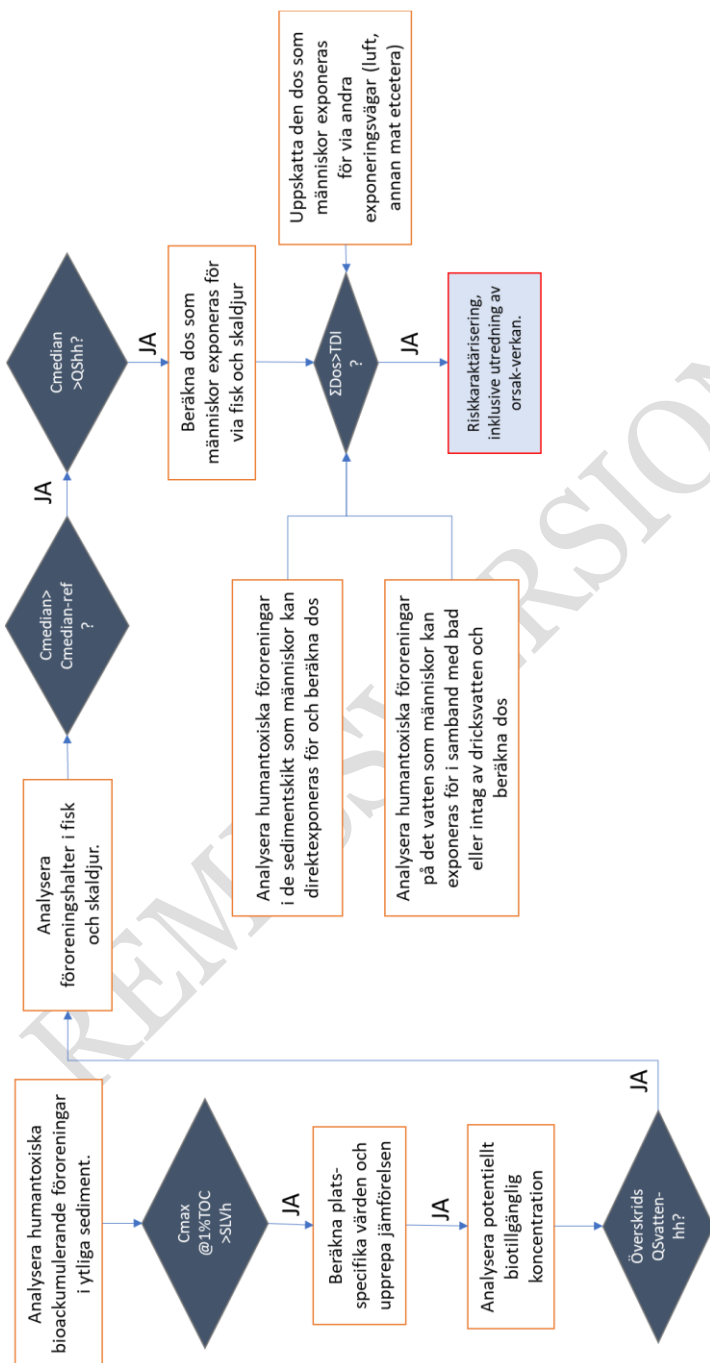 Analysera humantoxiska
bioackumulerande föroreningar
i ytliga sediment.
Cmax
@1%TOC
>SLVh
JA
Beräkna plats-
specifika värden och
upprepa jämförelsen
JA
Analysera potentiellt
biotillgänglig
koncentration
Överskrids
QSvatten-
hh?
JA
Analysera
föroreningshalter i fisk
och skaldjur.
Cmedian>
Cmedian-ref
?
JA
Cmedian
>QShh?
JA
Beräkna dos som
människor exponeras för
via fisk och skaldjur
Analysera humantoxiska föroreningar
i de sedimentskikt som människor kan
direktexponeras för och beräkna dos
Analysera humantoxiska föroreningar
på det vatten som människor kan
exponeras för i samband med bad
eller intag av dricksvatten och
beräkna dos
ΣDos>TDI
?
Uppskatta den dos som
människor exponeras
för via andra
exponeringsvägar (luft,
annan mat etcetera)
JA
Riskkaraktärisering,
inklusive utredning av
orsak-verkan.
REMISSVERSION